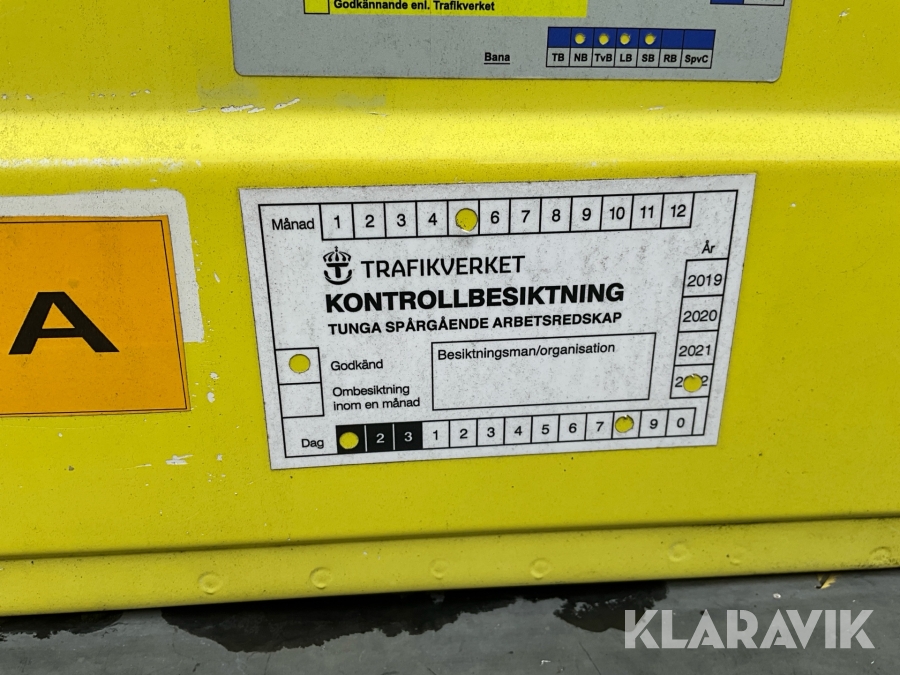 Godkännande enl. Trafikverket
Bana
TB NB TvB LB SB RB SpvC
Månad 1 2 3 4 6 7 8 9 10 11 12
År
TRAFIKVERKET
2019
KONTROLLBESIKTNING
2020
TUNGA SPÅRGÅENDE ARBETSREDSKAP
Godkänd
Besiktningsman/organisation
2021
Ombesiktning
inom en månad
2022
Dag 2 3 1 2 3 4 5 6 7 9 0
A
KLARAVIK